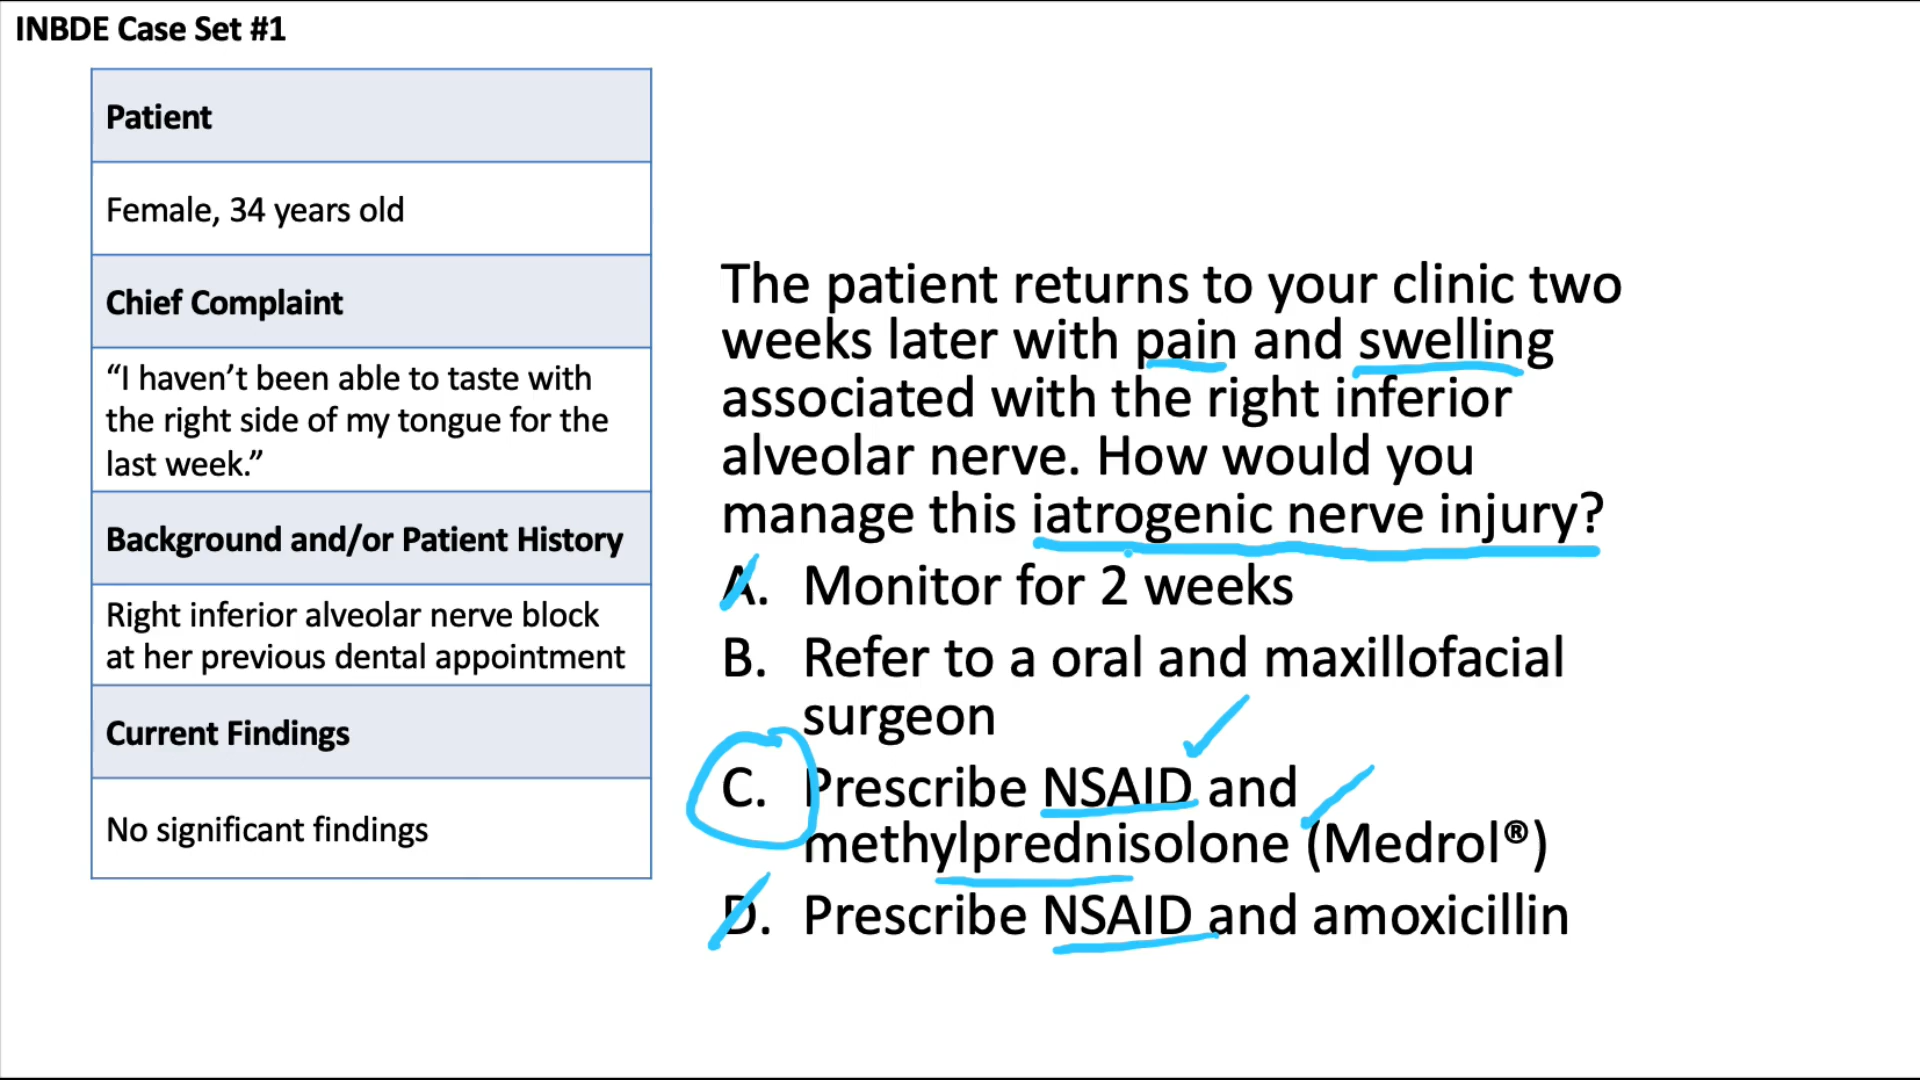 INBDE Case Set #1
Patient
Female, 34 years old
Chief Complaint
“I haven’t been able to taste with
the right side of my tongue for the
last week.”
Background and/or Patient History
Right inferior alveolar nerve block
at her previous dental appointment
Current Findings
No significant findings
The patient returns to your clinic two
weeks later with pain and swelling
associated with the right inferior
alveolar nerve. How would you
manage this iatrogenic nerve injury?
A. Monitor for 2 weeks
B. Refer to a oral and maxillofacial
surgeon
C. Prescribe NSAID and
methylprednisolone (Medrol®)
D. Prescribe NSAID and amoxicillin